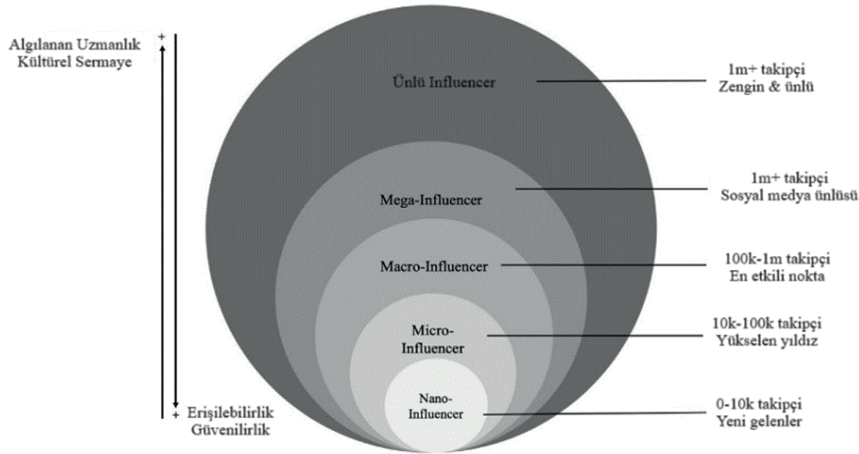 Algılanan Uzmanlık
Kültürel Sermaye
+
Ünlü Influencer
1m+ takipçi
Zengin & ünlü
Mega-Influencer
1m+ takipçi
Sosyal medya ünlüsü
Macro-Influencer
100k-1m takipçi
En etkili nokta
Micro-
Influencer
10k-100k takipçi
Yükselen yıldız
Nano-
Influencer
0-10k takipçi
Yeni gelenler
+
Erişilebilirlik
Güvenilirlik